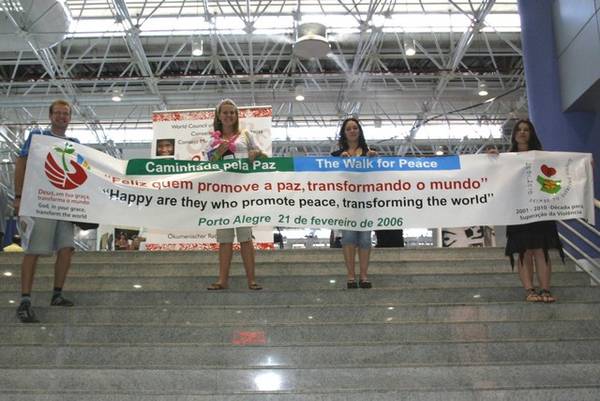 World Council
Caminhada pela Paz
The Walk for Peace
"Feliz quem promove a paz, transformando o mundo"
"Happy are they who promote peace, transforming the world"
Porto Alegre 21 de fevereiro de 2006
Deus, em tua graça,
transforma o mundo
God, in your grace,
transform the world
2001 - 2010 - Década para
Superação da Violência
Ökumenischer